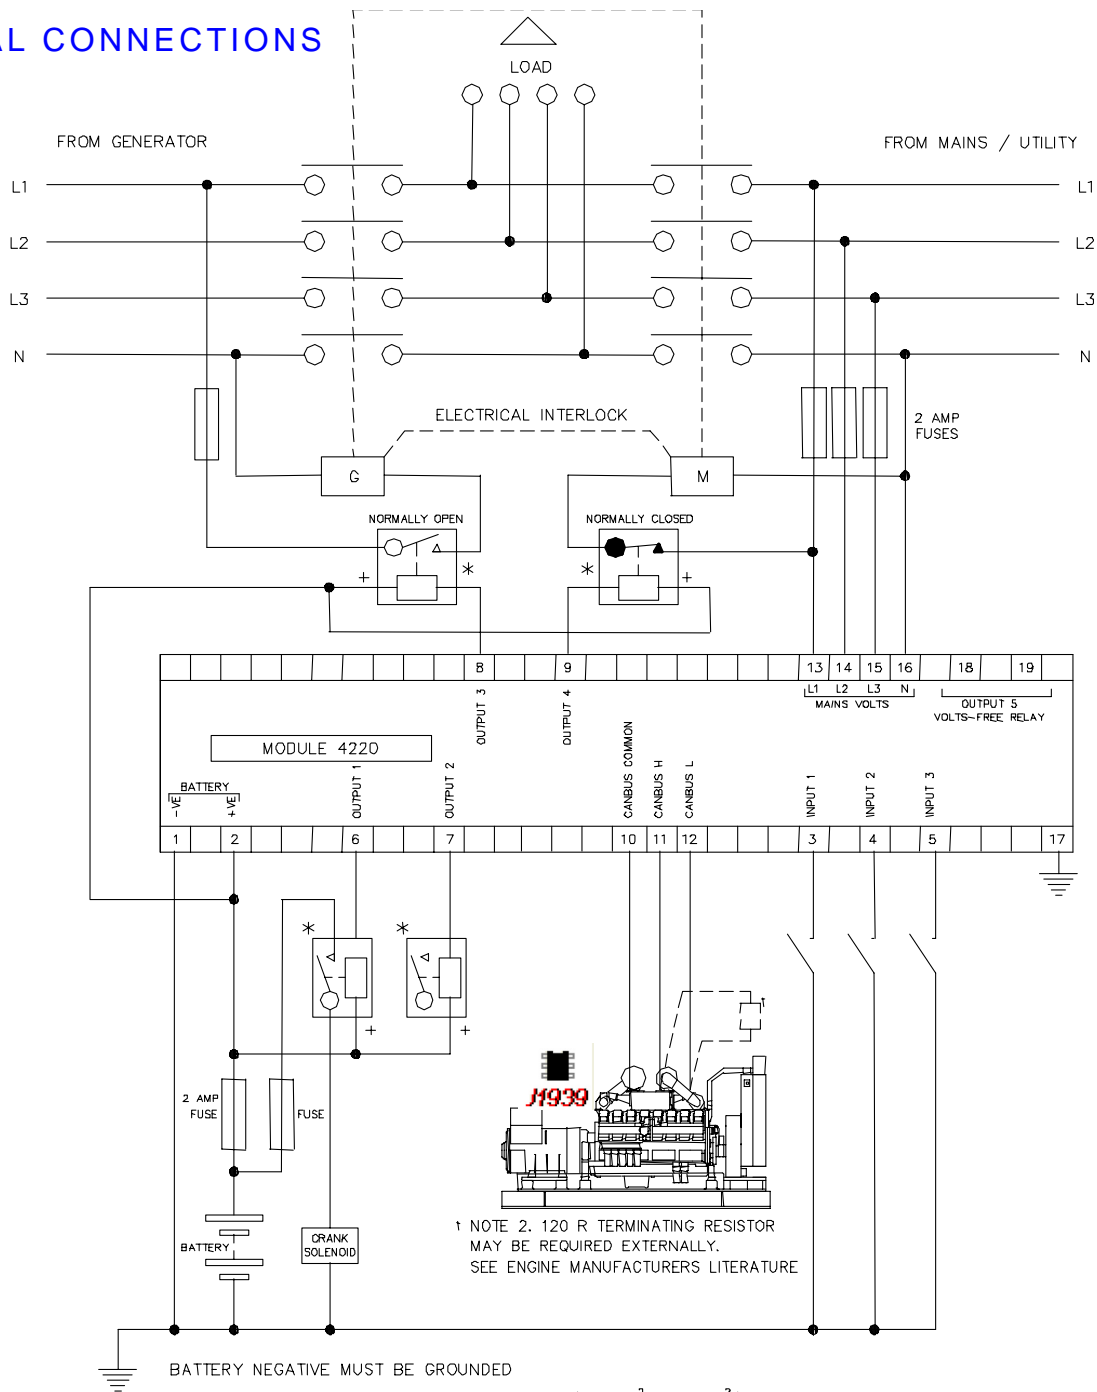 AL CONNECTIONS
LOAD
FROM GENERATOR
FROM MAINS / UTILITY
L1
L1
L2
L2
L3
L3
N
N
ELECTRICAL INTERLOCK
2 AMP
FUSES
G
M
NORMALLY OPEN
NORMALLY CLOSED
+
*
*
+
8
9
13
14
15
16
18
19
OUTPUT 3
OUTPUT 4
L1
L2
L3
N
MAINS VOLTS
OUTPUT 5
VOLTS-FREE RELAY
MODULE 4220
BATTERY
-VE
+VE
OUTPUT 1
OUTPUT 2
CANBUS COMMON
CANBUS H
CANBUS L
INPUT 1
INPUT 2
INPUT 3
1
2
6
7
10
11
12
3
4
5
17
*
*
+
+
t
2 AMP
FUSE
FUSE
J1939
BATTERY
CRANK
SOLENOID
t NOTE 2. 120 R TERMINATING RESISTOR
MAY BE REQUIRED EXTERNALLY.
SEE ENGINE MANUFACTURERS LITERATURE
BATTERY NEGATIVE MUST BE GROUNDED